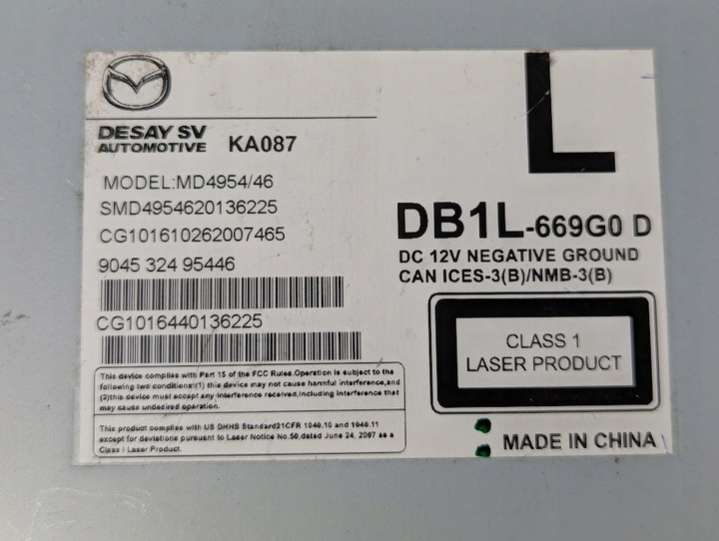 DESAY SV
AUTOMOTIVE KA087
L
MODEL:MD4954/46
SMD4954620136225
CG101610262007465
9045 324 95446
CG1016440136225
DB1L-669G0 D
DC 12V NEGATIVE GROUND
CAN ICES-3(B)/NMB-3(B)
CLASS 1
LASER PRODUCT
This device complies with Part 15 of the FCC Rules.Operation is subject to the
following two conditions:(1) this device may not cause harmful interference,and
(2)this device must accept any interference received,including interference that
may cause undesired operation.
This product complies with US DHHS Standard21CFR 1040.10 and 1040.11
except for deviations pursuant to Laser Notice No.50,dated June 24, 2007 as a
Class I Laser Product.
MADE IN CHINA